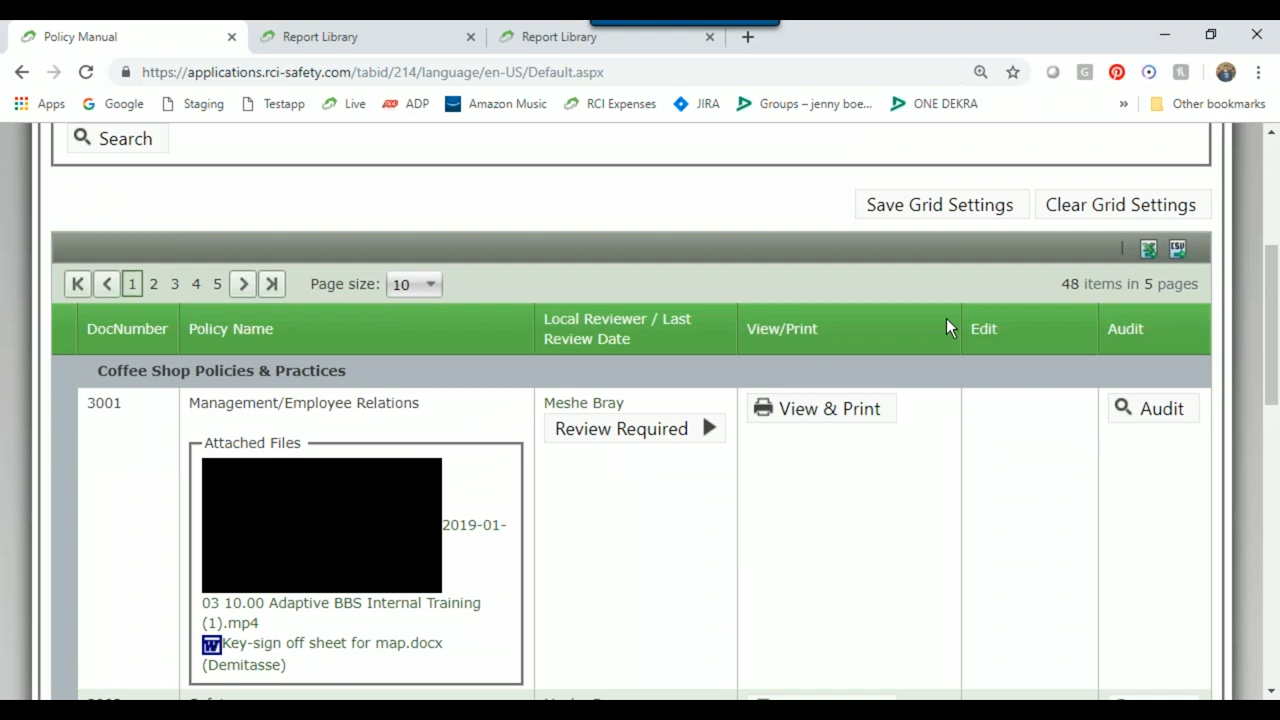 Policy Manual
Report Library
Report Library
https://applications.rci-safety.com/tabid/214/language/en-US/Default.aspx
Apps
Google
Staging
Testapp
Live
ADP
Amazon Music
RCI Expenses
JIRA
Groups – jenny boe...
ONE DEKRA
»
Other bookmarks
Search
Save Grid Settings
Clear Grid Settings
CSV
1 2 3 4 5
Page size: 10
48 items in 5 pages
DocNumber
Policy Name
Local Reviewer / Last
Review Date
View/Print
Edit
Audit
Coffee Shop Policies & Practices
3001
Management/Employee Relations
Meshe Bray
Review Required
View & Print
Audit
Attached Files
2019-01-
03 10.00 Adaptive BBS Internal Training
(1).mp4
Key-sign off sheet for map.docx
(Demitasse)